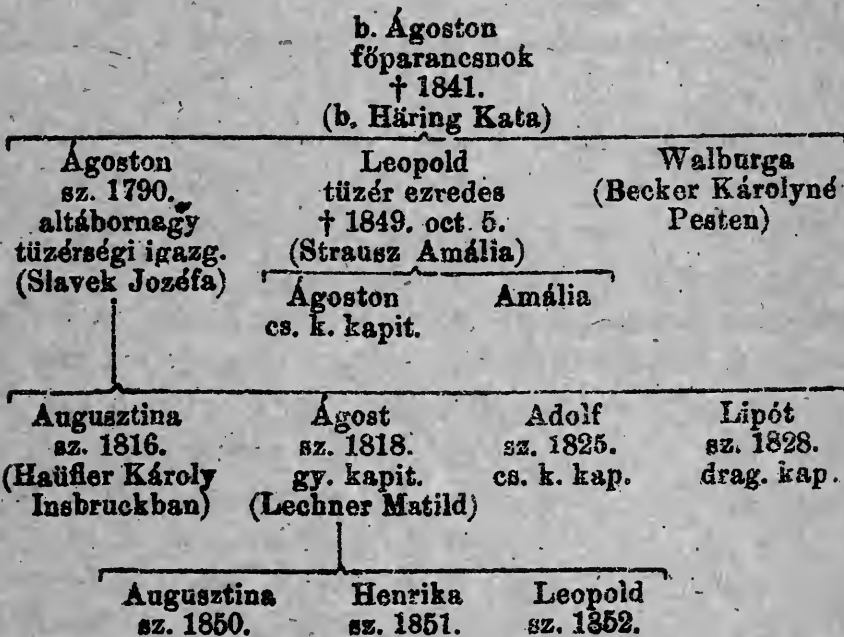 b. Ágoston
főparancsnok
† 1841.
(b. Häring Kata)
Ágoston
sz. 1790.
altábornagy
tüzérségi igazg.
(Slavek Jozéfa)
Leopold
tüzér ezredes
† 1849. oct. 5.
(Strausz Amália)
Walburga
(Becker Károlyné
Pesten)
Ágoston
cs. k. kapit.
Amália
Augusztina
sz. 1816.
(Haüfler Károly
Insbruckban)
Ágost
sz. 1818.
gy. kapit.
(Lechner Matild)
Adolf
sz. 1825.
cs. k. kap.
Lipót
sz. 1828.
drag. kap.
Augusztina
sz. 1850.
Henrika
sz. 1851.
Leopold
sz. 1852.